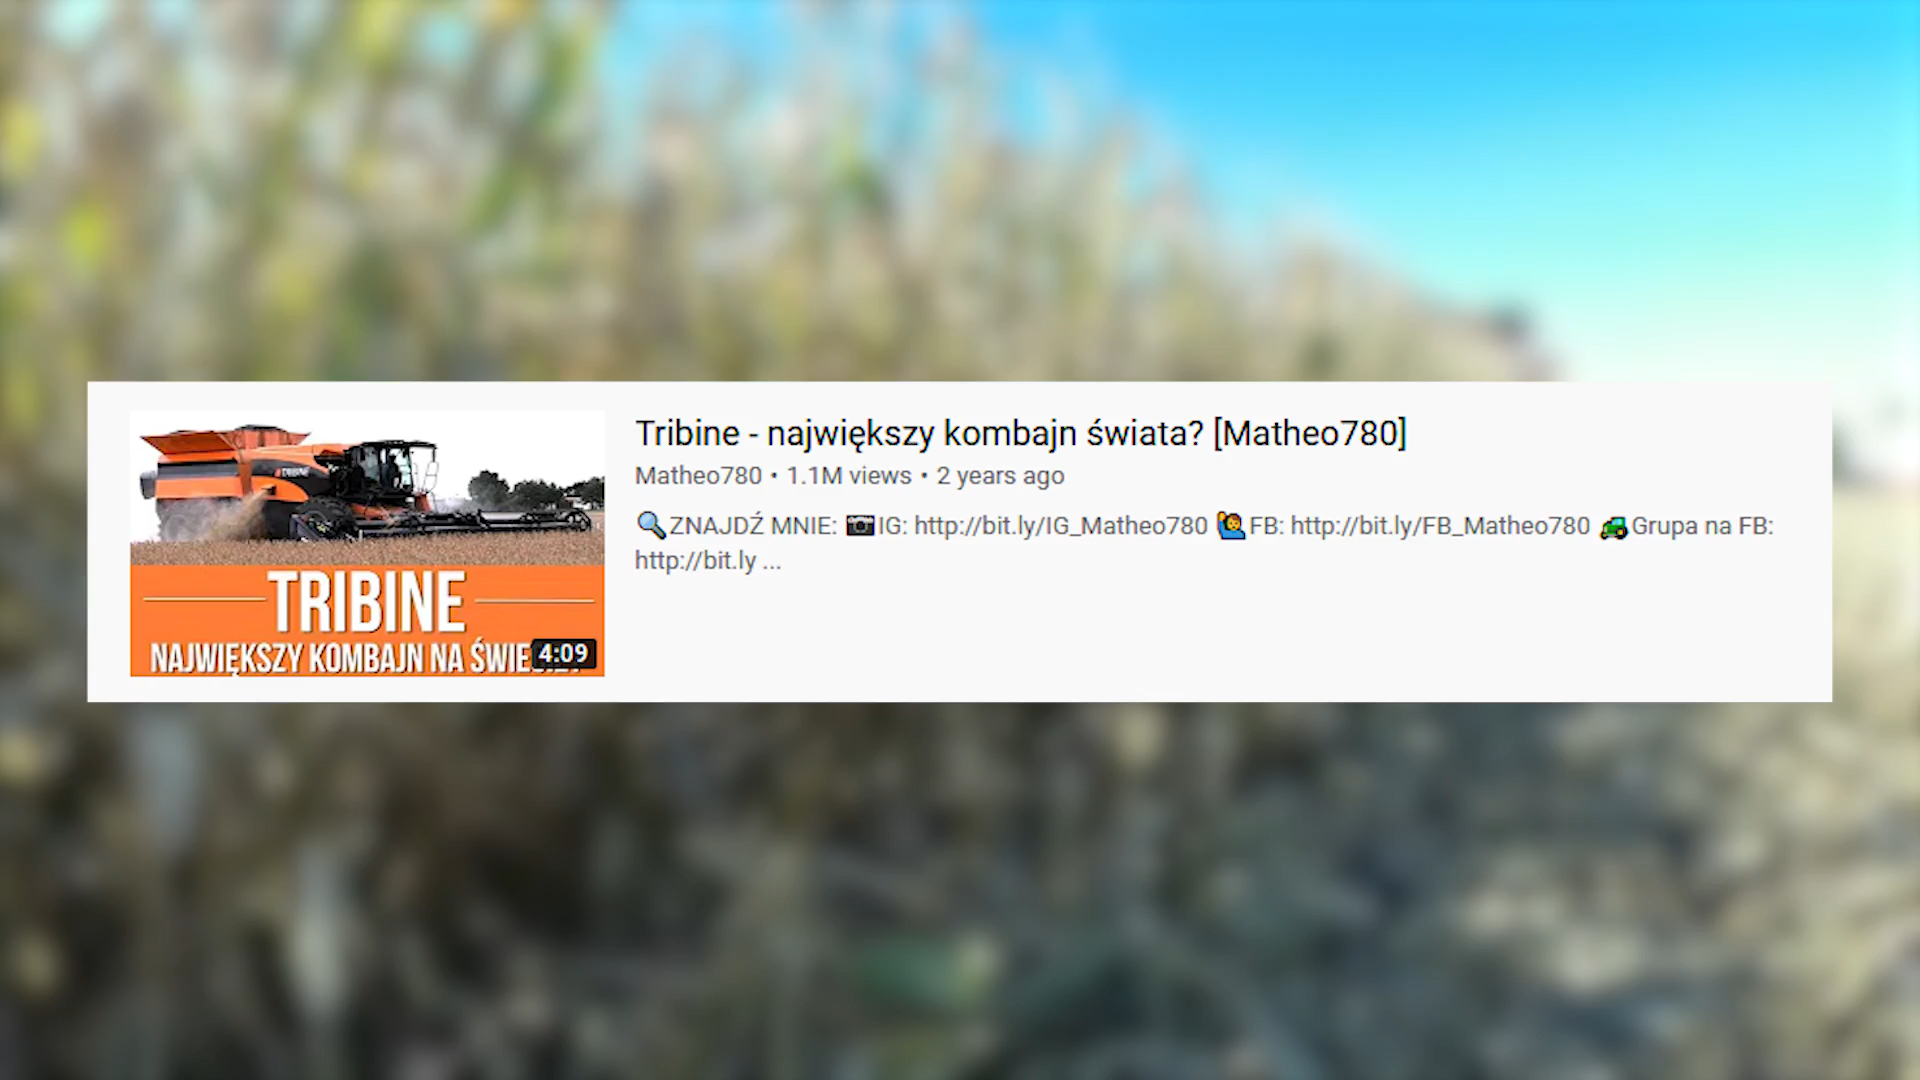 Tribine - największy kombajn świata? [Matheo780]
Matheo780 • 1.1M views • 2 years ago
🔍ZNAJDŹ MNIE: 📷IG: http://bit.ly/IG_Matheo780 🙋FB: http://bit.ly/FB_Matheo780 🚜Grupa na FB:
http://bit.ly ...
TRIBINE
TRIBINE
NAJWIĘKSZY KOMBAJN NA
4:09